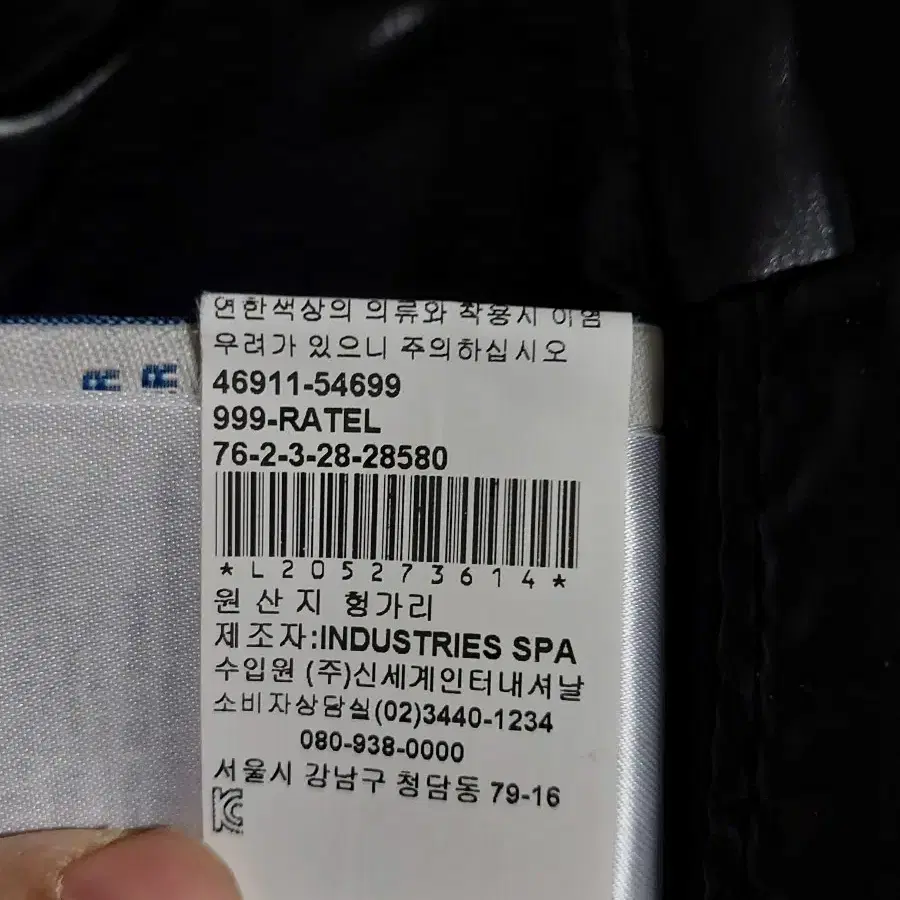 연한색상의 의류와 착용시 이염
우려가 있으니 주의하십시오
46911-54699
999-RATEL
76-2-3-28-28580
*L205273614*
원 산 지 헝가리
제 조 자:INDUSTRIES SPA
수입원 (주)신세계인터내셔날
소비자상담실(02)3440-1234
080-938-0000
서울시 강남구 청담동 79-16